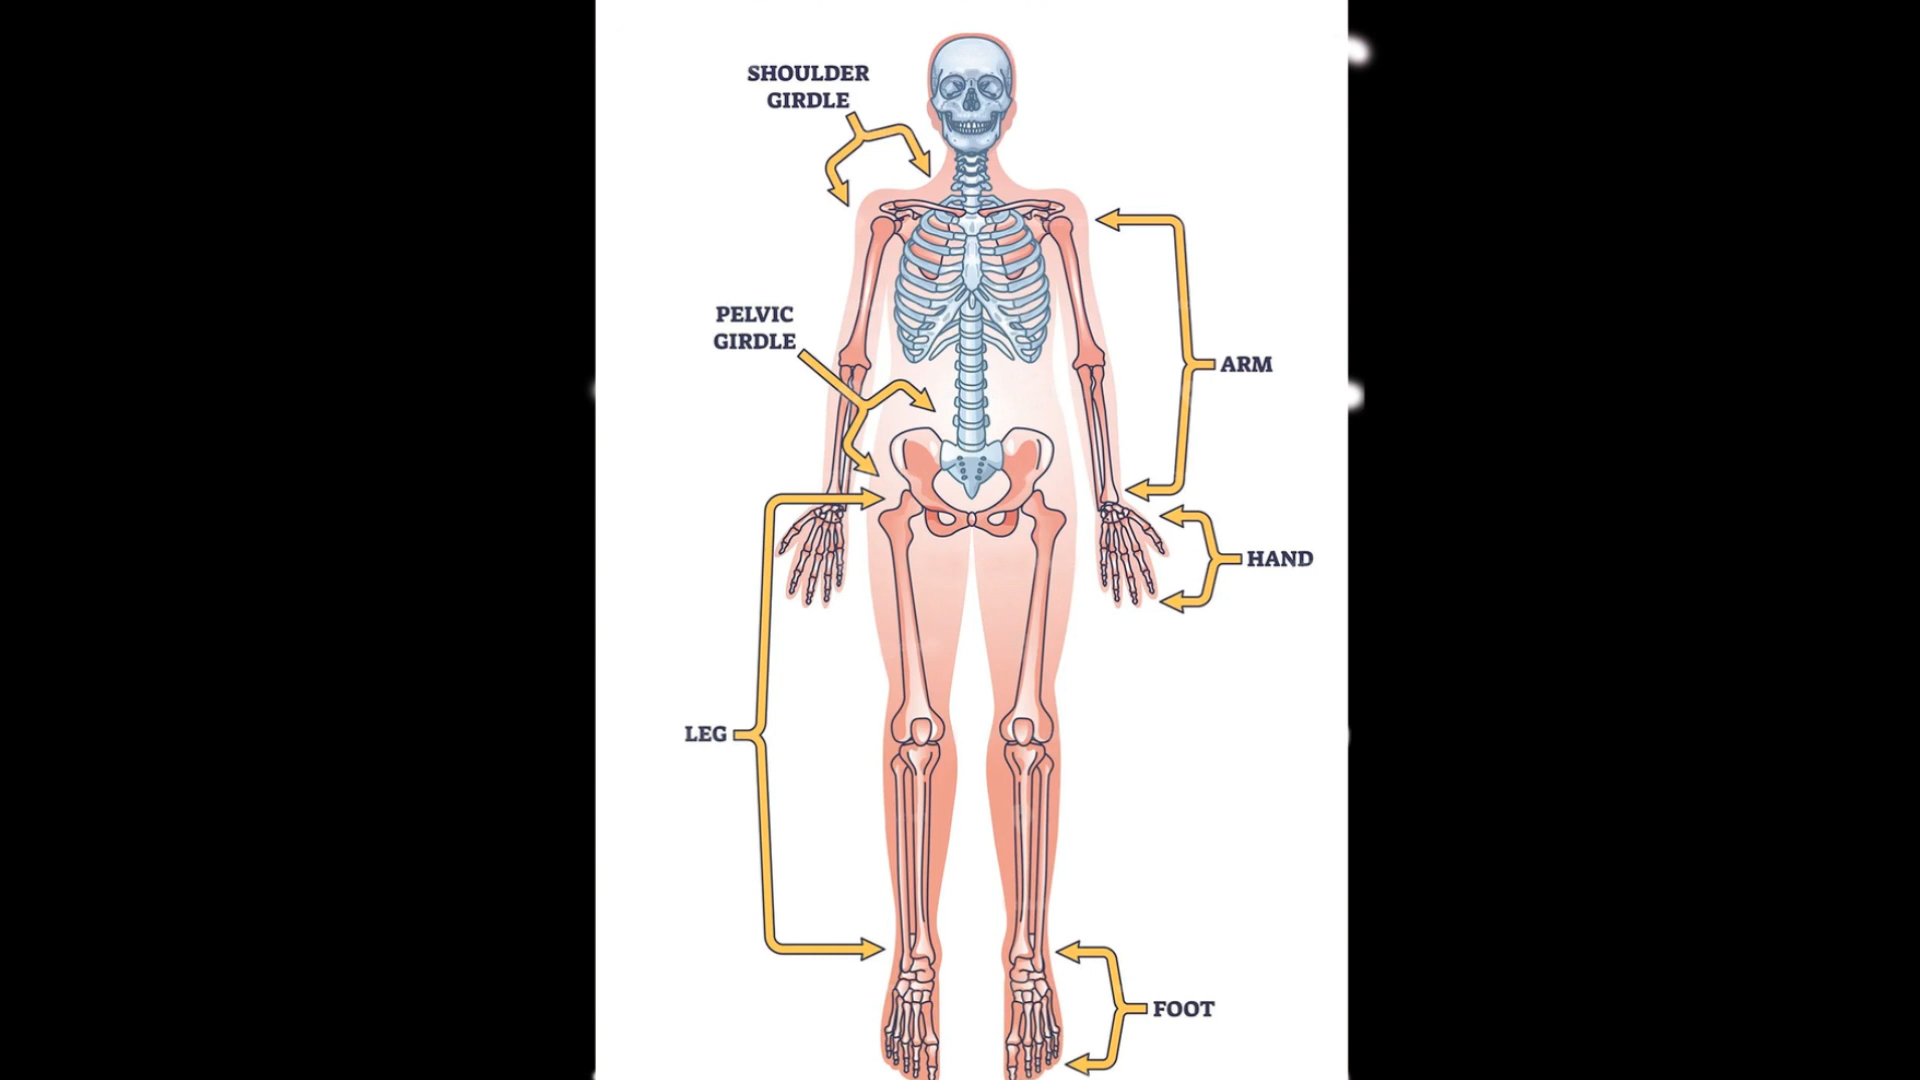 SHOULDER
GIRDLE
PELVIC
GIRDLE
ARM
HAND
LEG
FOOT